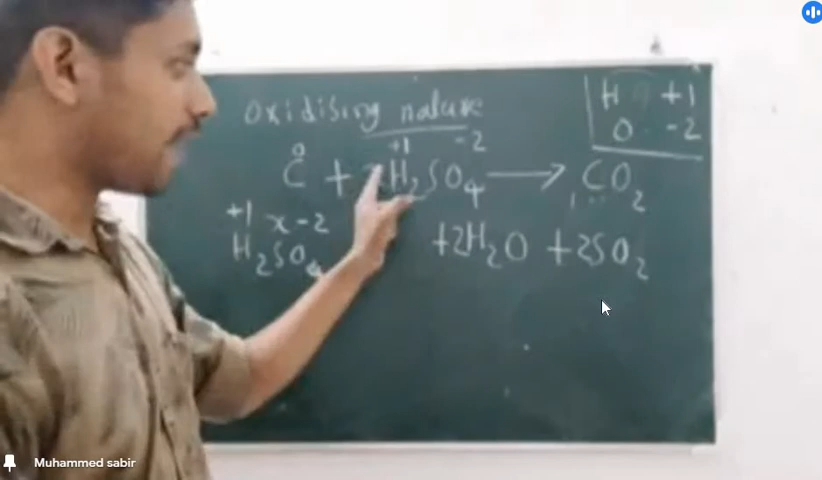 oxidising nature
H +1
O -2
0 +1 -2
C + 2H₂SO₄ → CO₂
+1 x -2
H₂SO₄ +2H₂O +2SO₂
Muhammed sabir